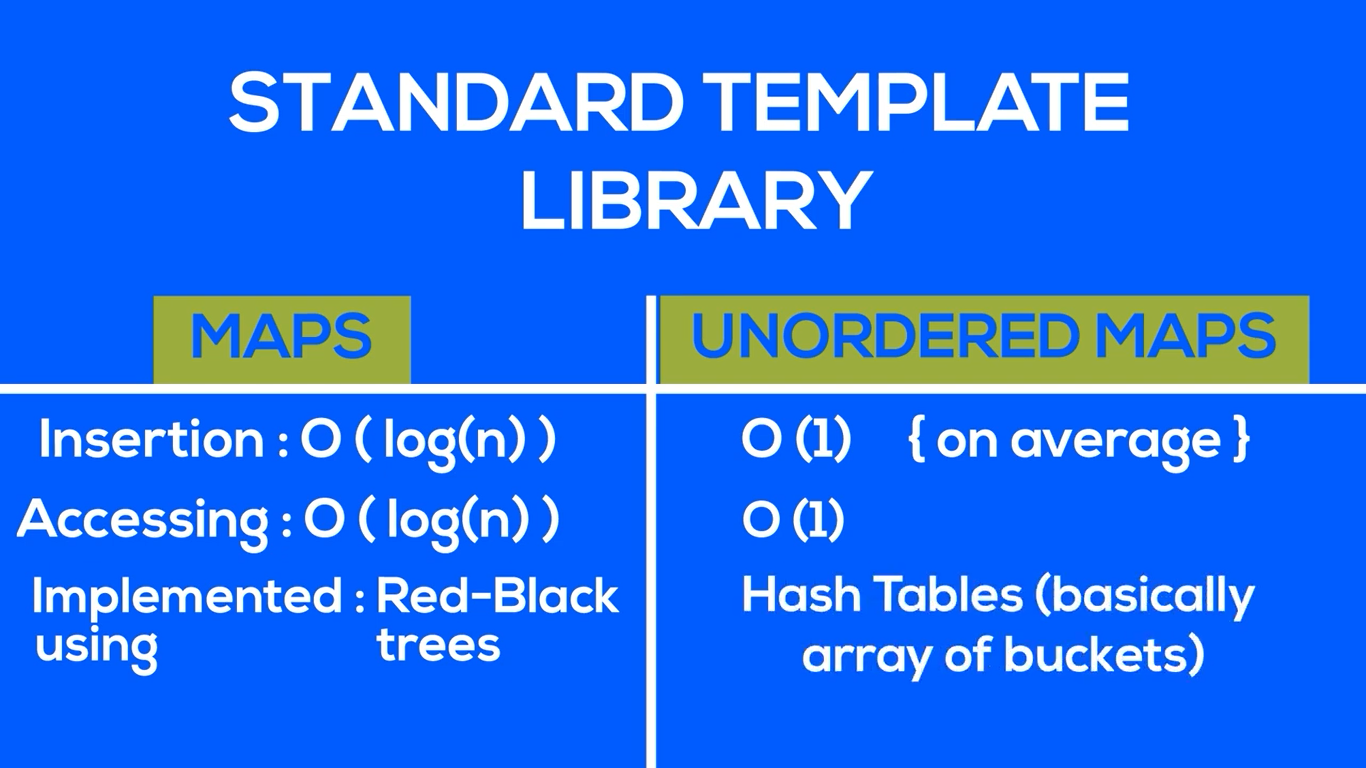 STANDARD TEMPLATE
LIBRARY
MAPS
UNORDERED MAPS
Insertion : O ( log(n) )
O (1) { on average }
Accessing : O ( log(n) )
O (1)
Implemented : Red-Black
using trees
Hash Tables (basically
array of buckets)